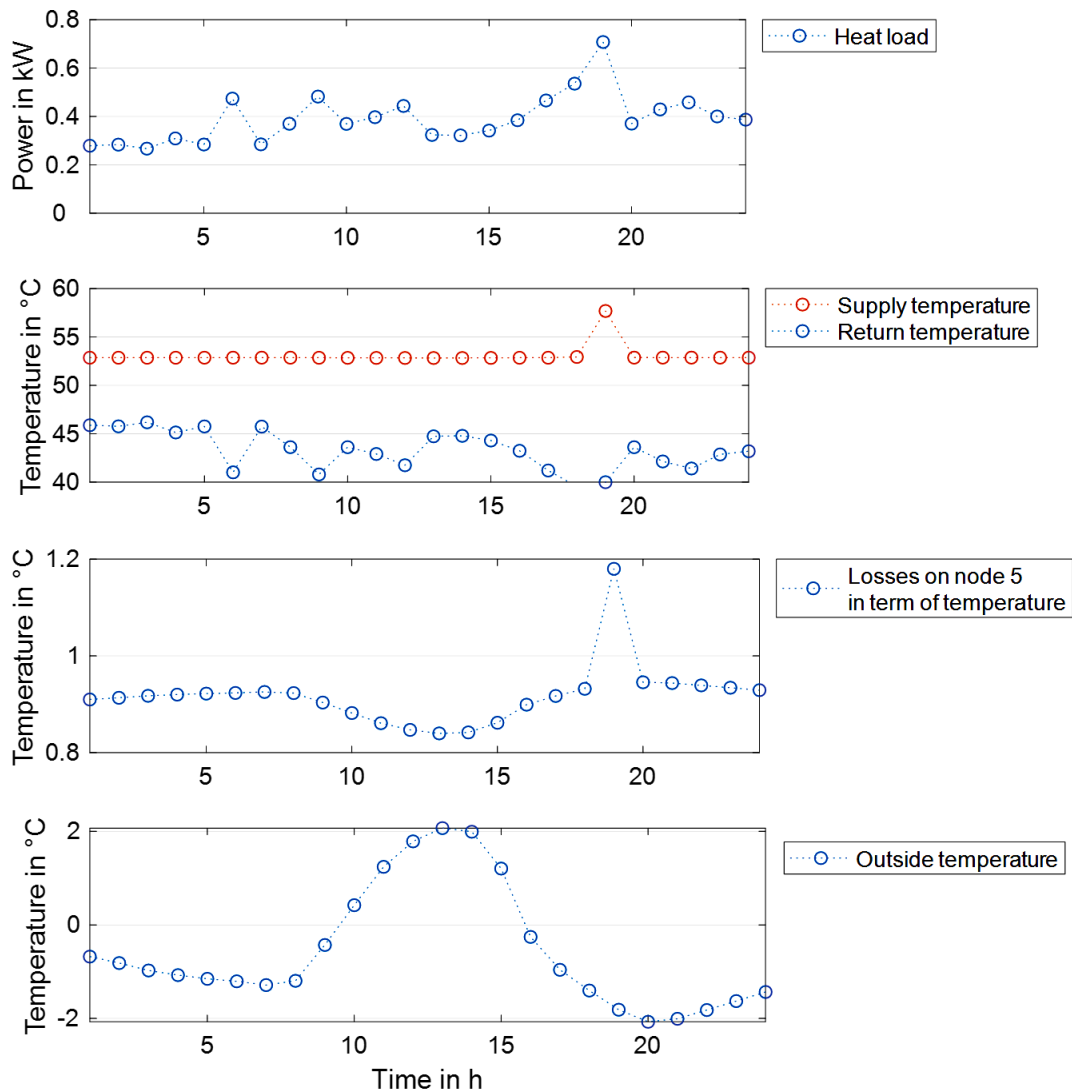 Power in kW
0.8
0.6
0.4
0.2
0
5
10
15
20
Heat load
Temperature in °C
60
55
50
45
40
5
10
15
20
Supply temperature
Return temperature
Temperature in °C
1.2
1
0.8
5
10
15
20
Losses on node 5
in term of temperature
Temperature in °C
2
0
-2
5
10
15
20
Time in h
Outside temperature